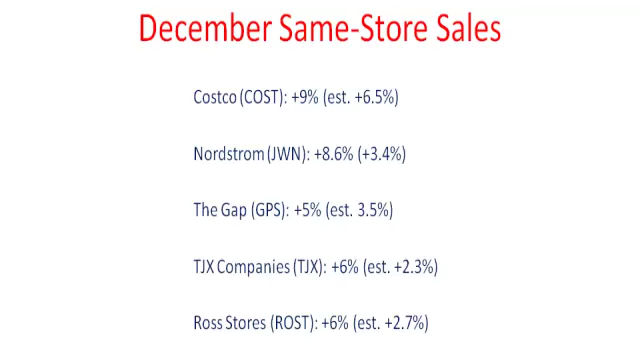 December Same-Store Sales
Costco (COST): +9% (est. +6.5%)
Nordstrom (JWN): +8.6% (+3.4%)
The Gap (GPS): +5% (est. 3.5%)
TJX Companies (TJX): +6% (est. +2.3%)
Ross Stores (ROST): +6% (est. +2.7%)